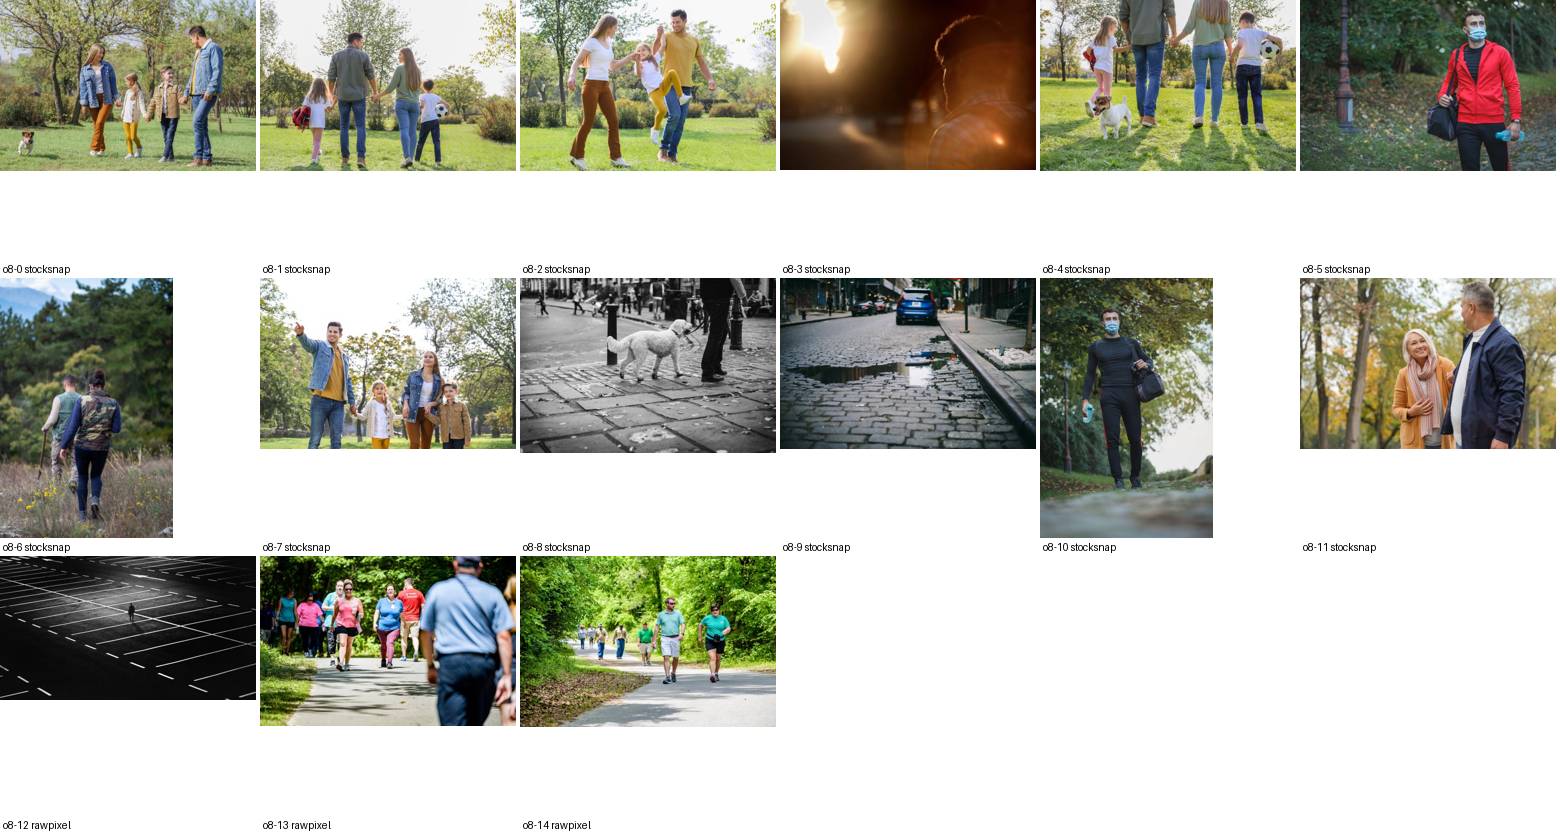 o8-0 stocksnap
o8-1 stocksnap
o8-2 stocksnap
o8-3 stocksnap
o8-4 stocksnap
o8-5 stocksnap
o8-6 stocksnap
o8-7 stocksnap
o8-8 stocksnap
o8-9 stocksnap
o8-10 stocksnap
o8-11 stocksnap
o8-12 rawpixel
o8-13 rawpixel
o8-14 rawpixel